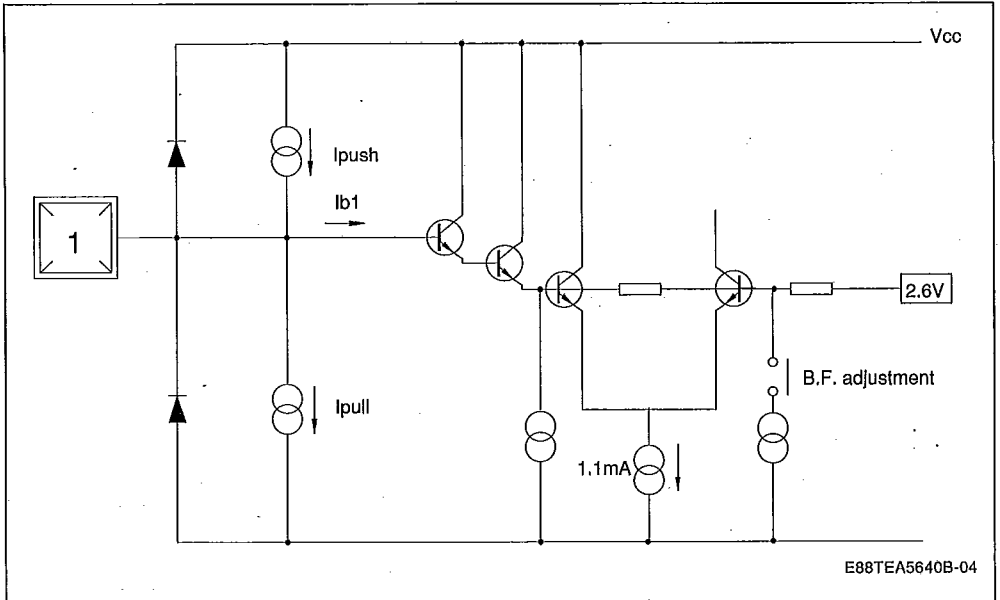 Vcc
Ipush
Ib1
1
2.6V
Ipull
B.F. adjustment
1.1mA
E88TEA5640B-04